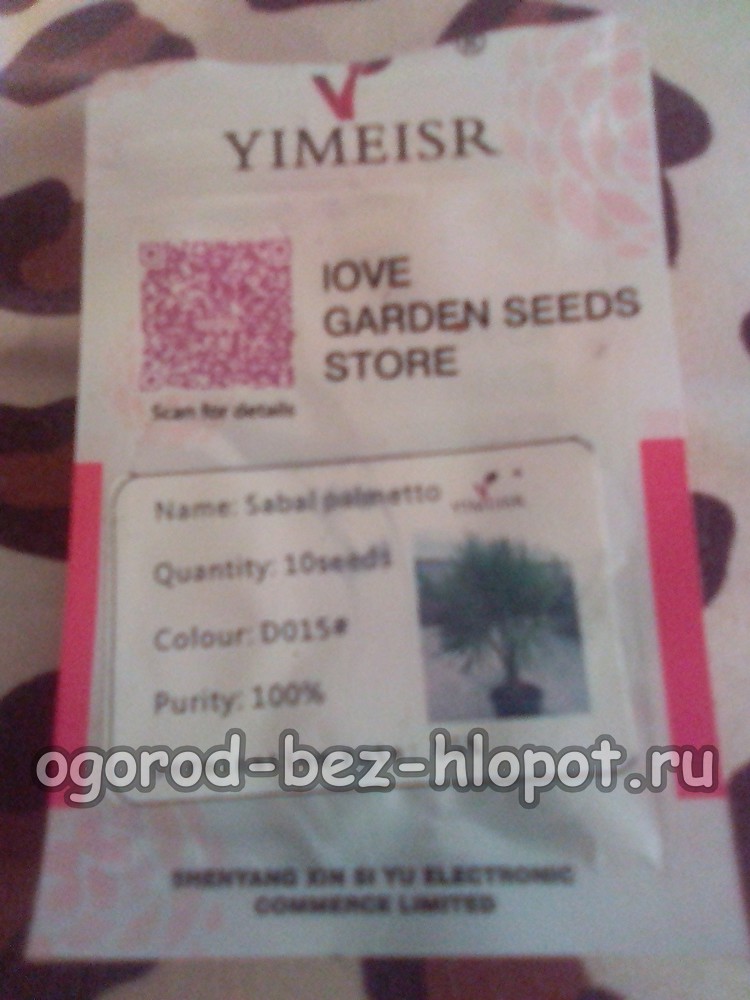 ®
YIMEISR
IOVE
GARDEN SEEDS
STORE
Scan for details
Name: Sabal palmetto
YIMEISR
Quantity: 10seeds
Colour: D015#
Purity: 100%
ogorod-bez-hlopot.ru
SHENYANG XIN SI YU ELECTRONIC
COMMERCE LIMITED